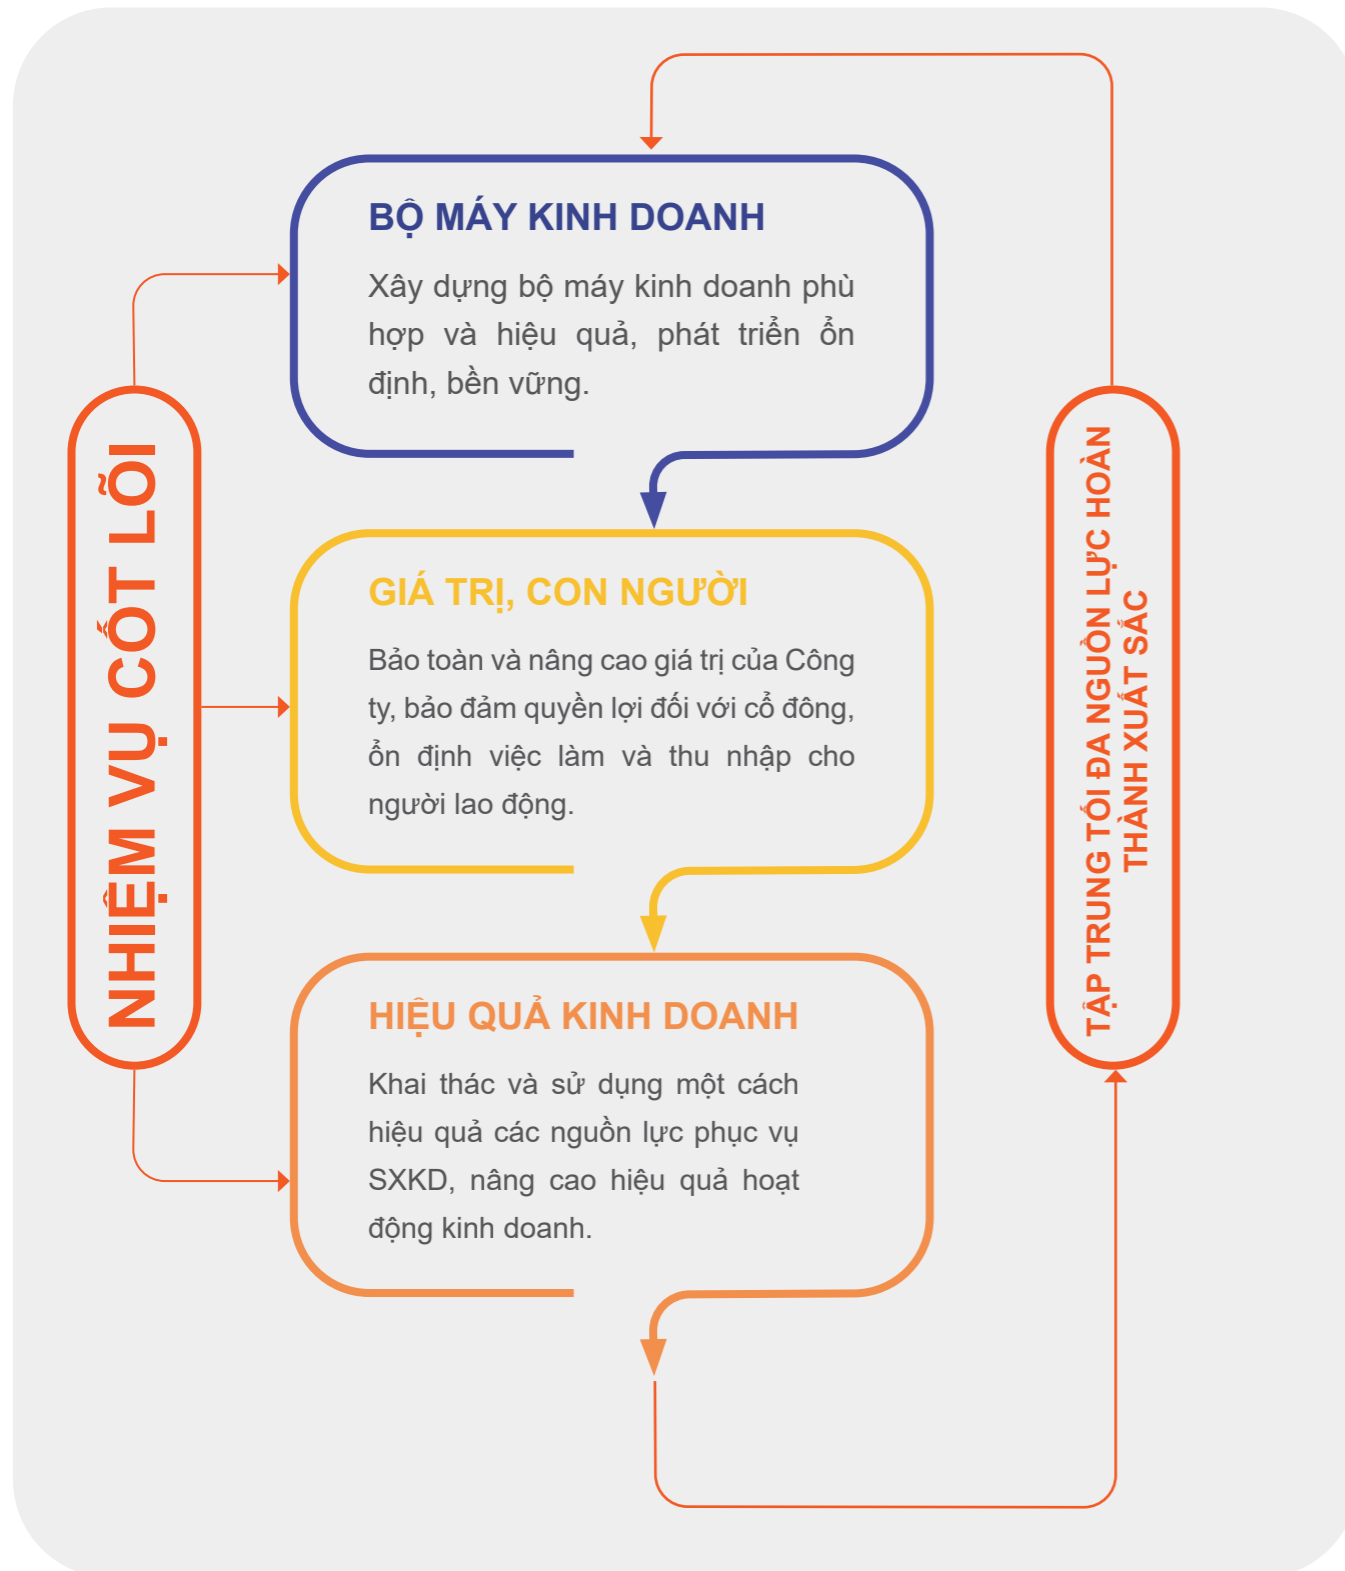 NHIỆM VỤ CỐT LÕI
BỘ MÁY KINH DOANH
Xây dựng bộ máy kinh doanh phù
hợp và hiệu quả, phát triển ổn
định, bền vững.
GIÁ TRỊ, CON NGƯỜI
Bảo toàn và nâng cao giá trị của Công
ty, bảo đảm quyền lợi đối với cổ đông,
ổn định việc làm và thu nhập cho
người lao động.
HIỆU QUẢ KINH DOANH
Khai thác và sử dụng một cách
hiệu quả các nguồn lực phục vụ
SXKD, nâng cao hiệu quả hoạt
động kinh doanh.
TẬP TRUNG TỐI ĐA NGUỒN LỰC HOÀN
THÀNH XUẤT SẮC